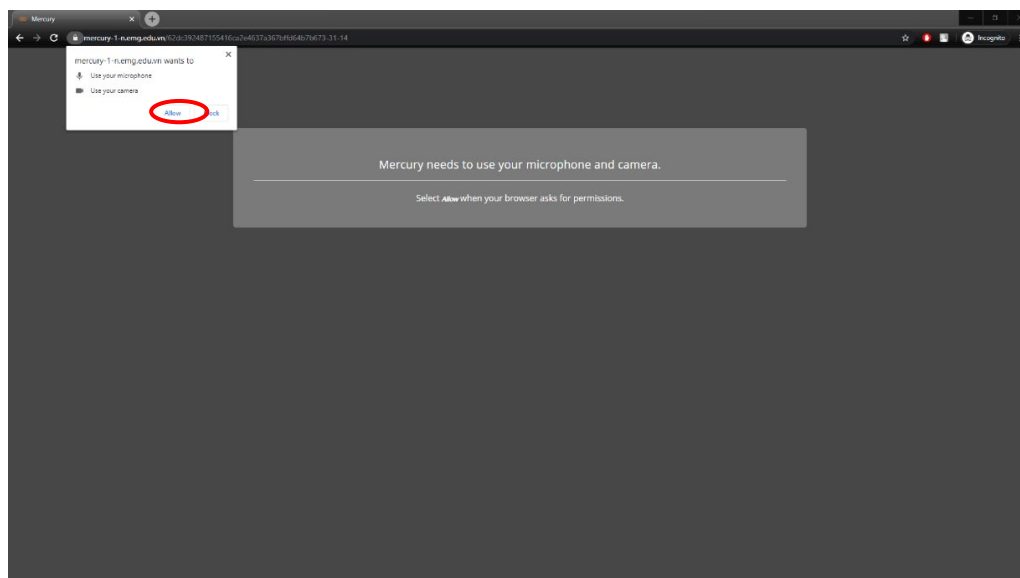 Mercury
mercury-1-n.emg.edu.vn
Incognito
mercury-1-n.emg.edu.vn wants to
Use your microphone
Use your camera
Allow
Mercury needs to use your microphone and camera.
Select Allow when your browser asks for permissions.